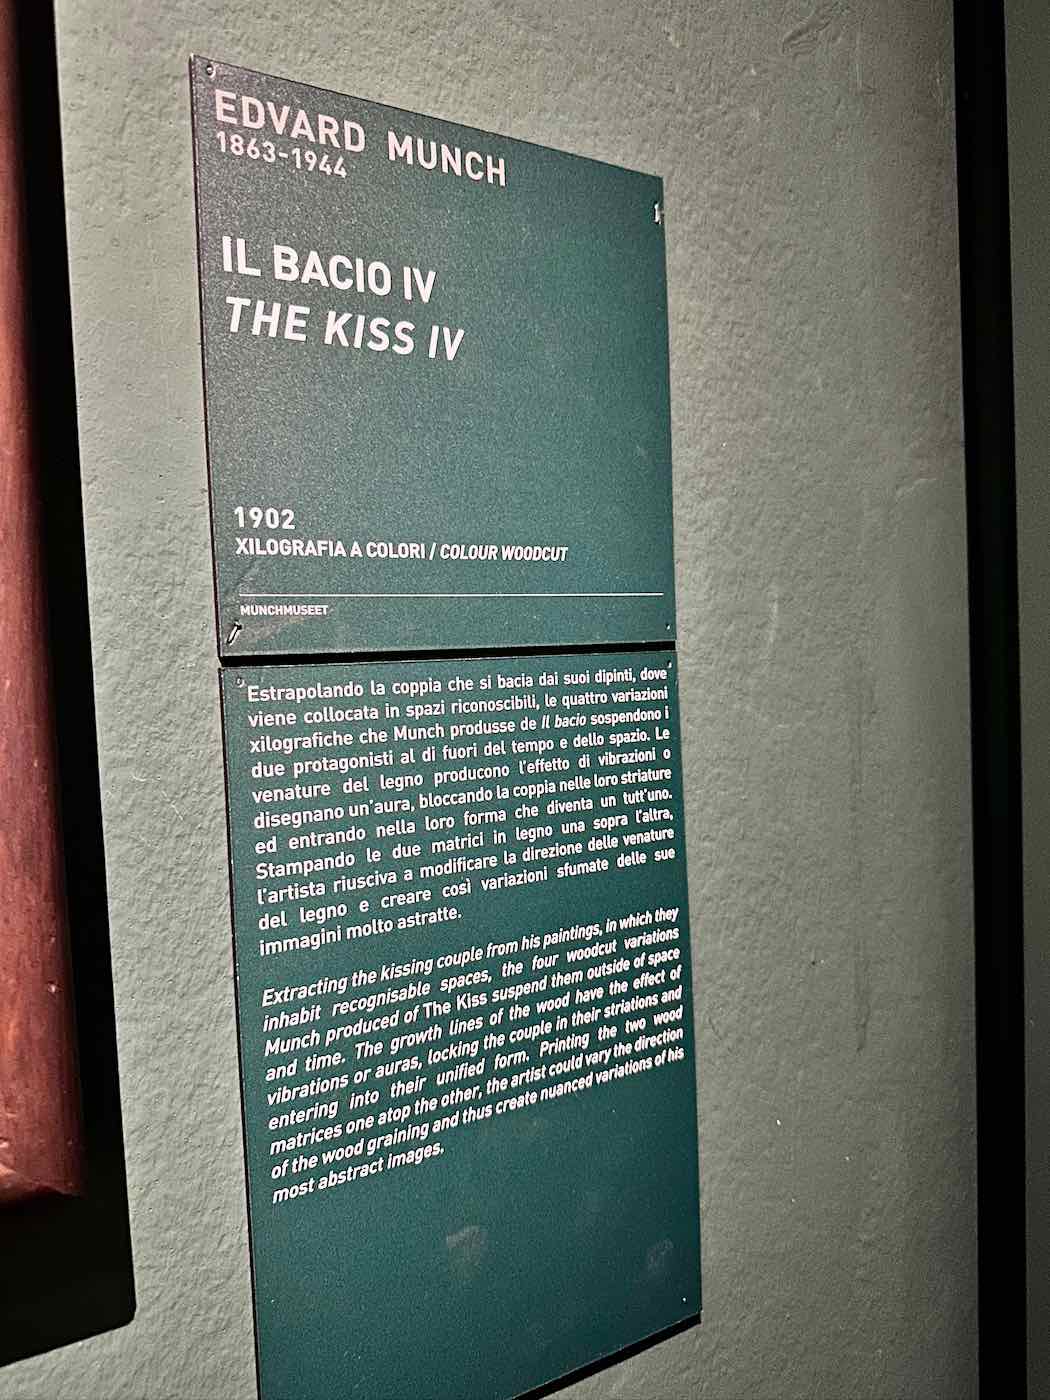 EDVARD MUNCH
1863-1944
IL BACIO IV
THE KISS IV
1902
XILOGRAFIA A COLORI / COLOUR WOODCUT
MUNCHMUSEET
Estrapolando la coppia che si bacia dai suoi dipinti, dove
viene collocata in spazi riconoscibili, le quattro variazioni
xilografiche che Munch produsse de Il bacio sospendono i
due protagonisti al di fuori del tempo e dello spazio. Le
venature del legno producono l'effetto di vibrazioni o
disegnano un'aura, bloccando la coppia nelle loro striature
ed entrando nella loro forma che diventa un tutt'uno.
Stampando le due matrici in legno una sopra l'altra,
l'artista riusciva a modificare la direzione delle venature
del legno e creare così variazioni sfumate delle sue
immagini molto astratte.
Extracting the kissing couple from his paintings, in which they
inhabit recognisable spaces, the four woodcut variations
Munch produced of The Kiss suspend them outside of space
and time. The growth lines of the wood have the effect of
vibrations or auras, locking the couple in their striations and
entering into their unified form. Printing the two wood
matrices one atop the other, the artist could vary the direction
of the wood graining and thus create nuanced variations of his
most abstract images.